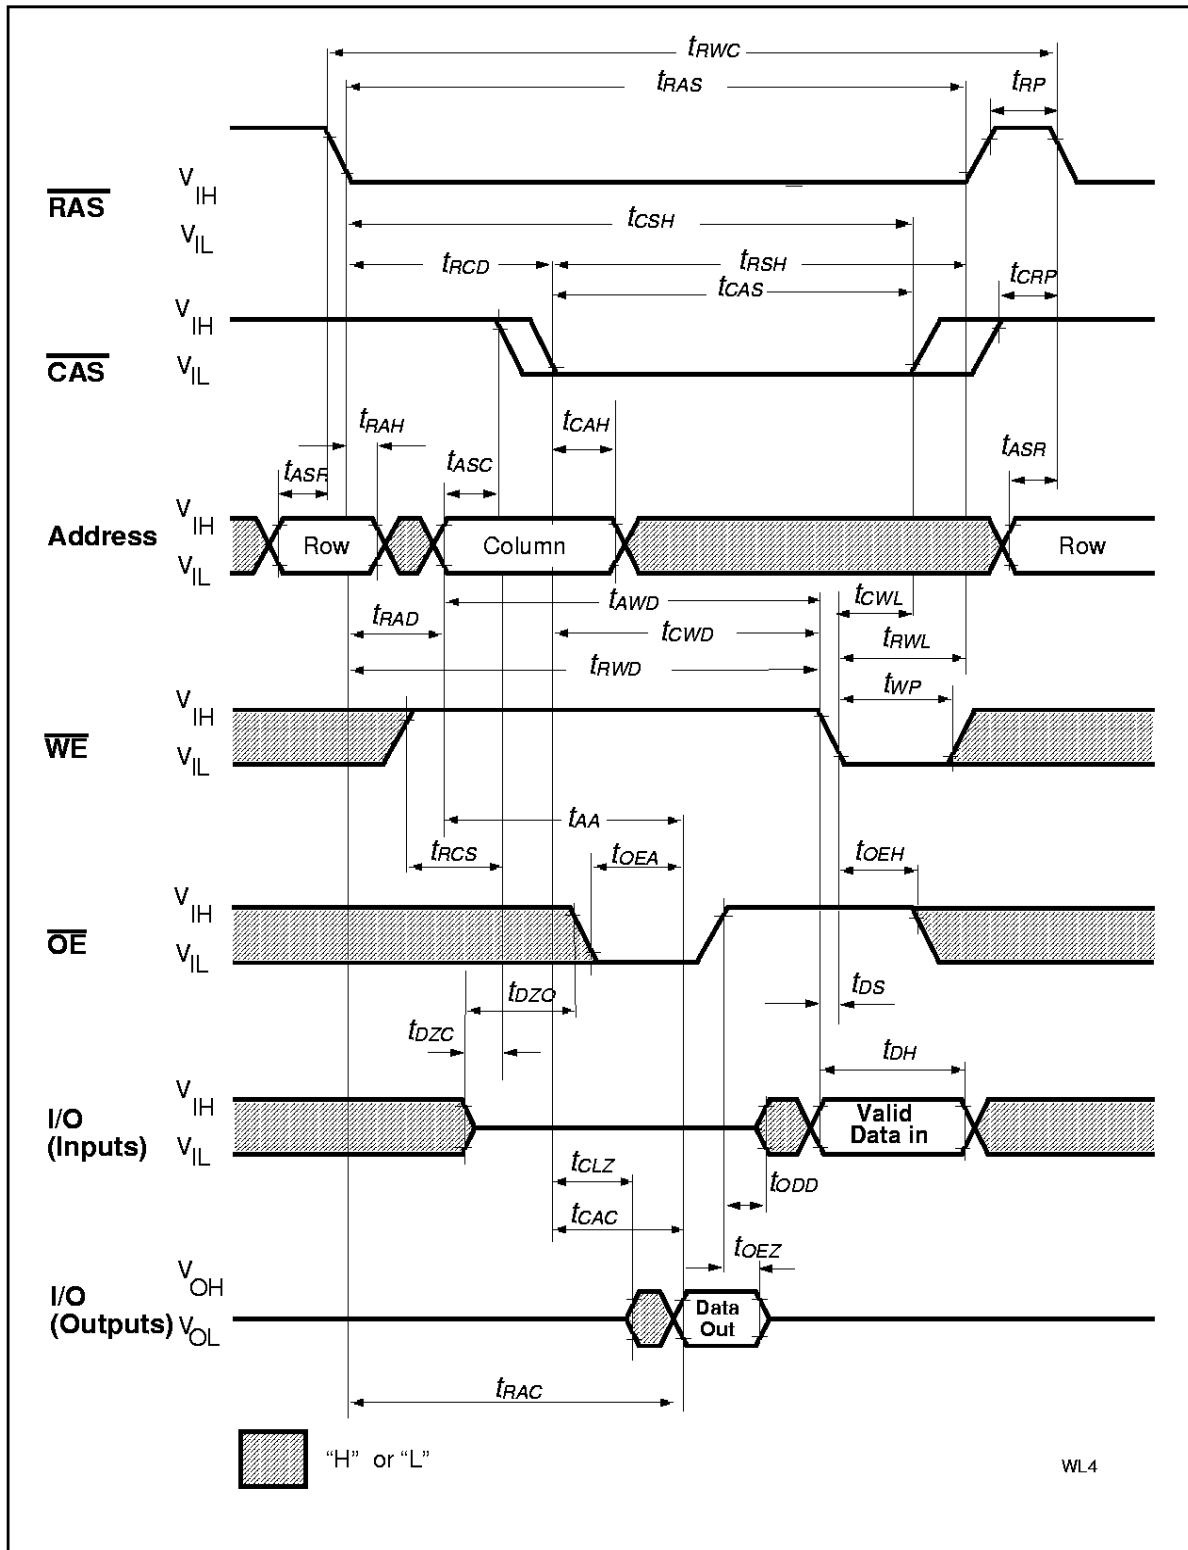 tRWC
tRAS
tRP
VIH
RAS
VIL
tCSH
tRCD
tRSH
tCAS
tCRP
VIH
CAS
VIL
tRAH
tCAH
tASR
tASC
tASR
VIH
Address
Row
Column
Row
VIL
tAWD
tCWL
tRAD
tCWD
tRWL
tRWD
tWP
VIH
WE
VIL
tAA
tRCS
tOEA
tOEH
VIH
OE
VIL
tDZO
tDS
tDZC
tDH
VIH
I/O
(Inputs)
VIL
Valid
Data in
tCLZ
tODD
tCAC
tOEZ
VOH
I/O
(Outputs)
VOL
Data
Out
tRAC
“H” or “L”
WL4